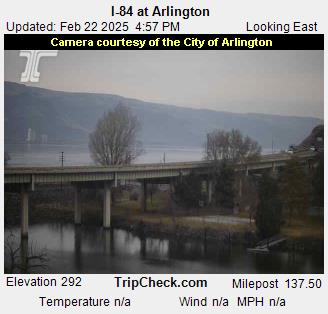 I-84 at Arlington
Updated: Feb 22 2025 4:57 PM Looking East
Camera courtesy of the City of Arlington
Elevation 292 TripCheck.com Milepost 137.50
Temperature n/a Wind n/a MPH n/a